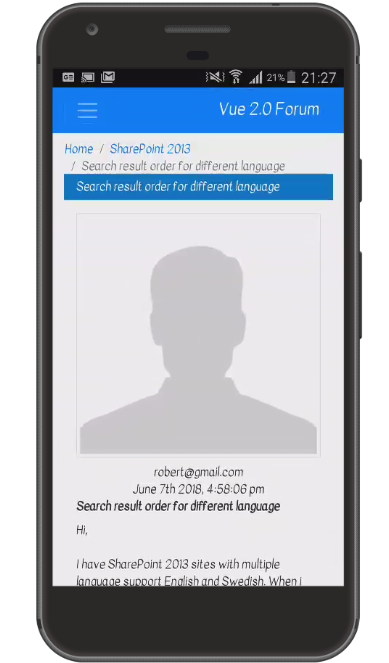 21% 21:27
Vue 2.0 Forum
Home / SharePoint 2013
/ Search result order for different language
Search result order for different language
robert@gmail.com
June 7th 2018, 4:58:06 pm
Search result order for different language
Hi,
I have SharePoint 2013 sites with multiple
language support English and Swedish. When I